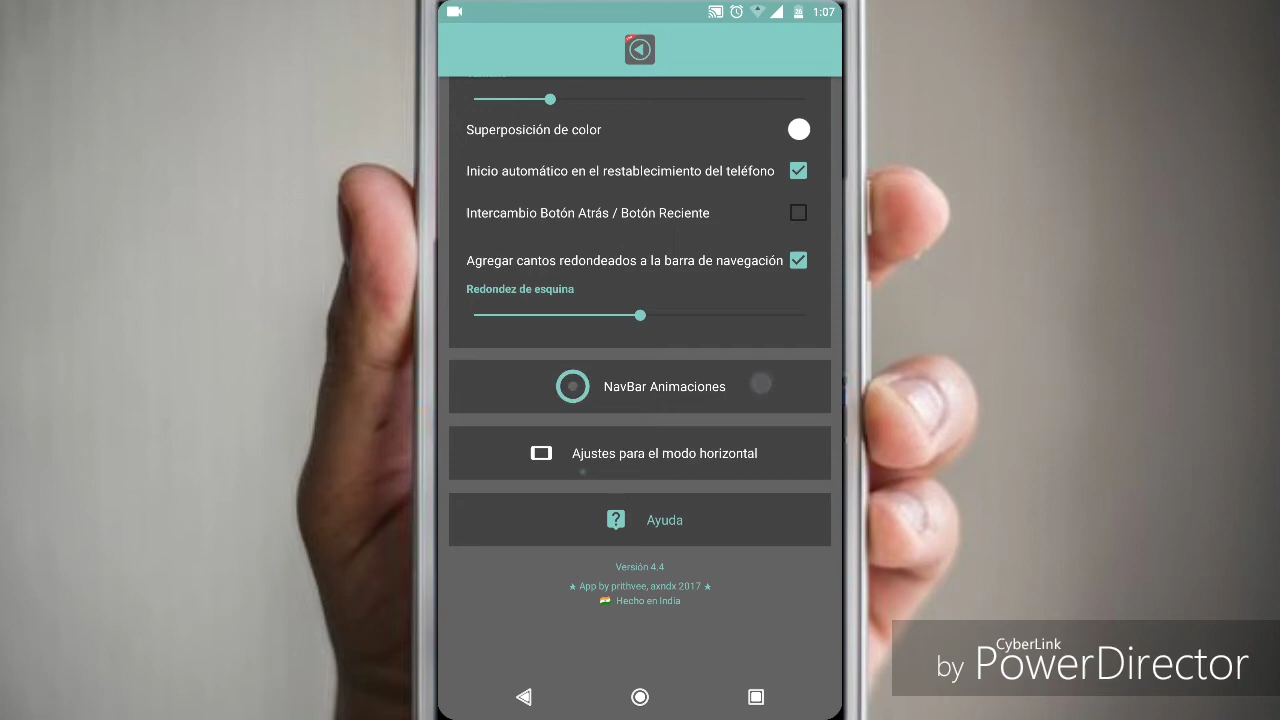 1:07
Superposición de color
Inicio automático en el restablecimiento del teléfono
Intercambio Botón Atrás / Botón Reciente
Agregar cantos redondeados a la barra de navegación
Redondez de esquina
NavBar Animaciones
Ajustes para el modo horizontal
Ayuda
Versión 4.4
★ App by prithvee, axndx 2017 ★
Hecho en India
CyberLink
by PowerDirector